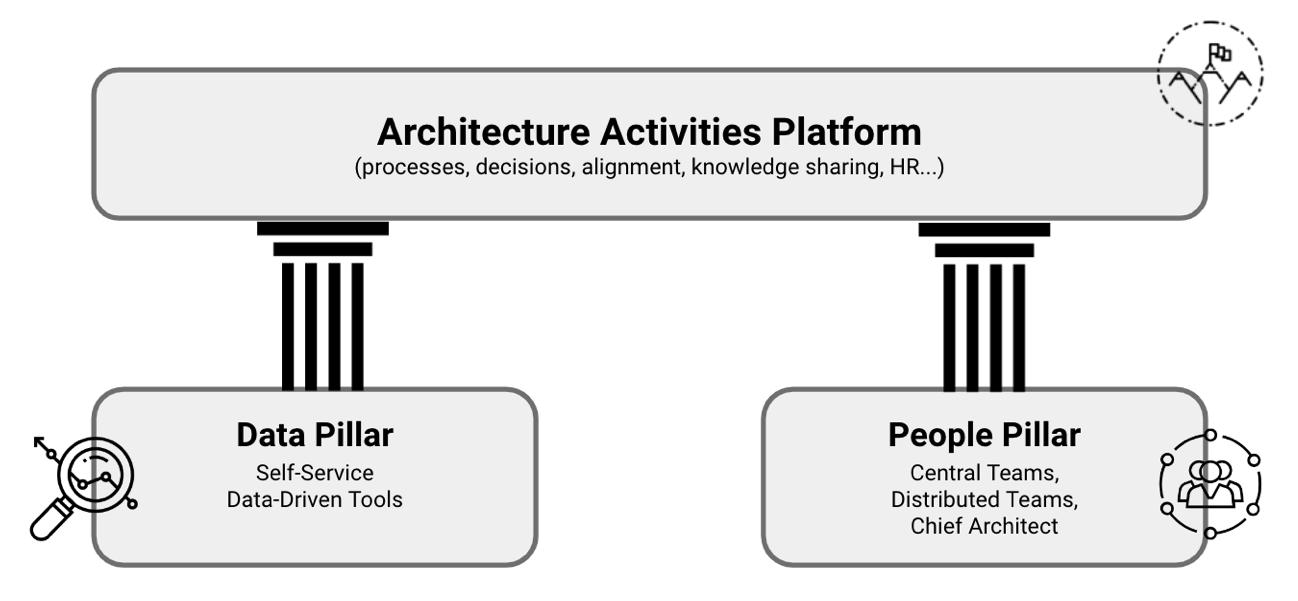 Architecture Activities Platform
(processes, decisions, alignment, knowledge sharing, HR...)
Data Pillar
Self-Service
Data-Driven Tools
People Pillar
Central Teams,
Distributed Teams,
Chief Architect